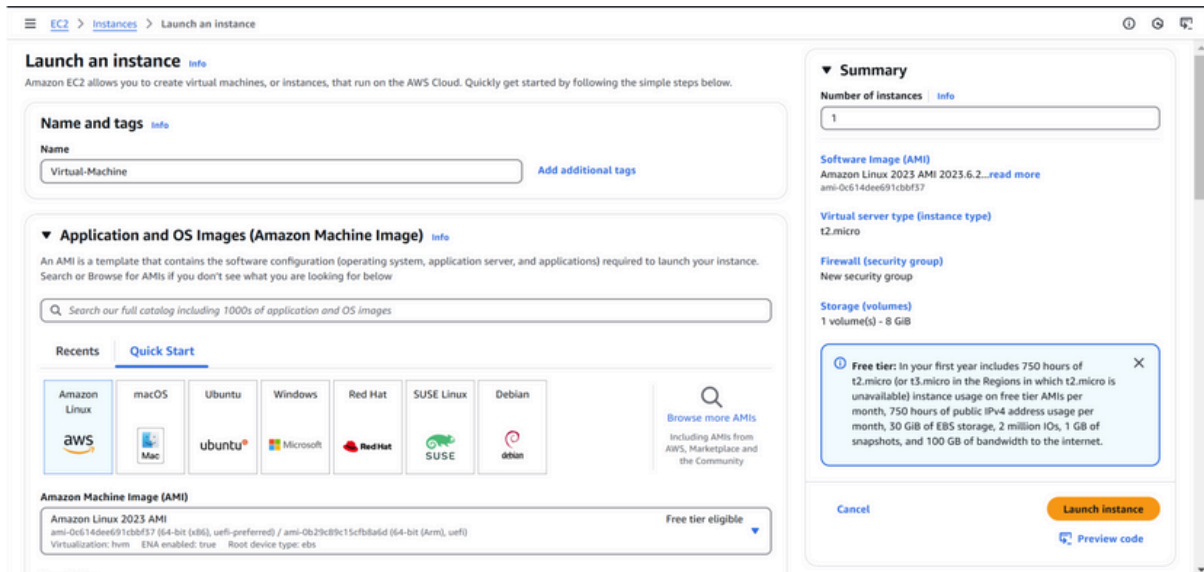 EC2 > Instances > Launch an instance
Launch an instance Info
Amazon EC2 allows you to create virtual machines, or instances, that run on the AWS Cloud. Quickly get started by following the simple steps below.
Name and tags Info
Name
Virtual-Machine
Add additional tags
Application and OS Images (Amazon Machine Image) Info
An AMI is a template that contains the software configuration (operating system, application server, and applications) required to launch your instance.
Search or Browse for AMIs if you don't see what you are looking for below
Search our full catalog including 1000s of application and OS images
Recents
Quick Start
Amazon
Linux
aws
macOS
Mac
Ubuntu
ubuntu
Windows
Microsoft
Red Hat
Red Hat
SUSE Linux
SUSE
Debian
debian
Browse more AMIs
Including AMIs from
AWS, Marketplace and
the Community
Amazon Machine Image (AMI)
Amazon Linux 2023 AMI
Free tier eligible
ami-0c614dee691cbbf37 (64-bit (x86), uefi-preferred) / ami-0b29c89c15cfb8a6d (64-bit (Arm), uefi)
Virtualization: hvm ENA enabled: true Root device type: ebs
Summary
Number of instances Info
1
Software Image (AMI)
Amazon Linux 2023 AMI 2023.6.2...read more
ami-0c614dee691cbbf37
Virtual server type (instance type)
t2.micro
Firewall (security group)
New security group
Storage (volumes)
1 volume(s) - 8 GiB
Free tier: In your first year includes 750 hours of
t2.micro (or t3.micro in the Regions in which t2.micro is
unavailable) instance usage on free tier AMIs per
month, 750 hours of public IPv4 address usage per
month, 30 GiB of EBS storage, 2 million IOs, 1 GB of
snapshots, and 100 GB of bandwidth to the internet.
Cancel
Launch instance
Preview code